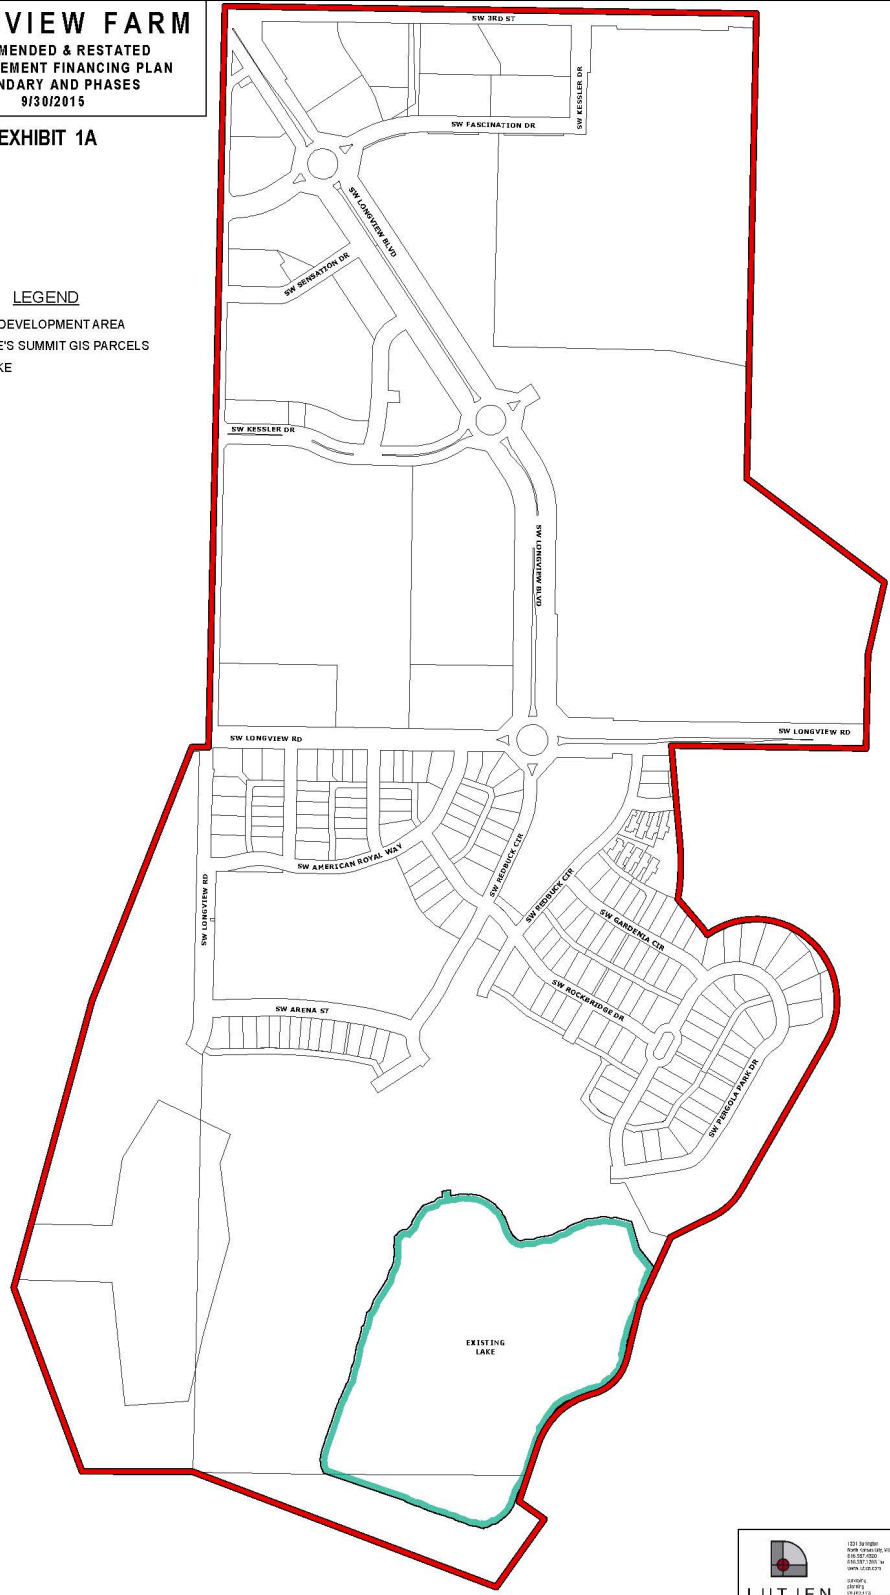 VIEW FARM
MENDED & RESTATED
EMENT FINANCING PLAN
NDARY AND PHASES
9/30/2015
EXHIBIT 1A
LEGEND
DEVELOPMENT AREA
E'S SUMMIT GIS PARCELS
KE
SW 3RD ST
SW KESSLER DR
SW FASCINATION DR
SW LONGVIEW BLVD
SW SENSATION DR
SW KESSLER DR
SW LONGVIEW BLVD
SW LONGVIEW RD
SW LONGVIEW RD
SW AMERICAN ROYAL WAY
SW REDBUCK CIR
SW REDBUCK CIR
SW LONGVIEW RD
SW GARDENIA CIR
SW ROCKBRIDGE DR
SW ARENA ST
SW PERGOLA PARK DR
EXISTING
LAKE
LUTJEN